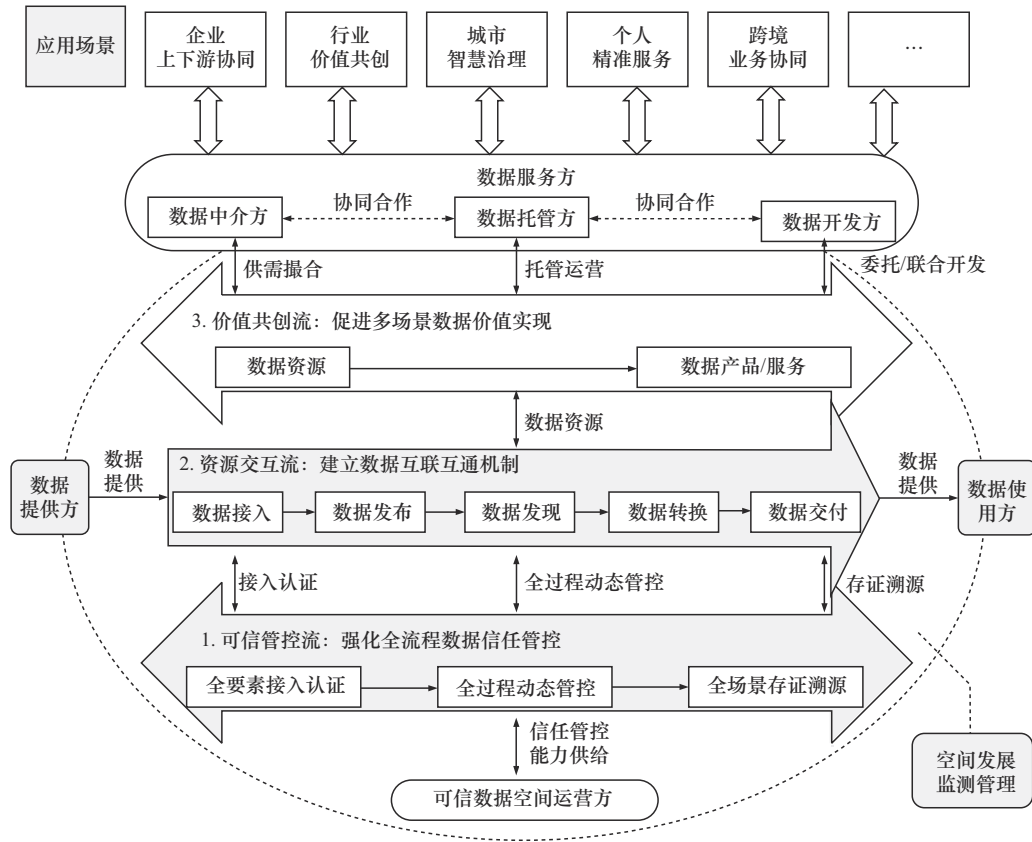 应用场景
企业
上下游协同
行业
价值共创
城市
智慧治理
个人
精准服务
跨境
业务协同
…
数据服务方
数据中介方
协同合作
数据托管方
协同合作
数据开发方
供需撮合
托管运营
委托/联合开发
3. 价值共创流：促进多场景数据价值实现
数据资源
数据产品/服务
数据资源
数据
提供方
数据
提供
2. 资源交互流：建立数据互联互通机制
数据接入
数据发布
数据发现
数据转换
数据交付
数据
提供
数据使
用方
接入认证
全过程动态管控
存证溯源
1. 可信管控流：强化全流程数据信任管控
全要素接入认证
全过程动态管控
全场景存证溯源
信任管控
能力供给
可信数据空间运营方
空间发展
监测管理